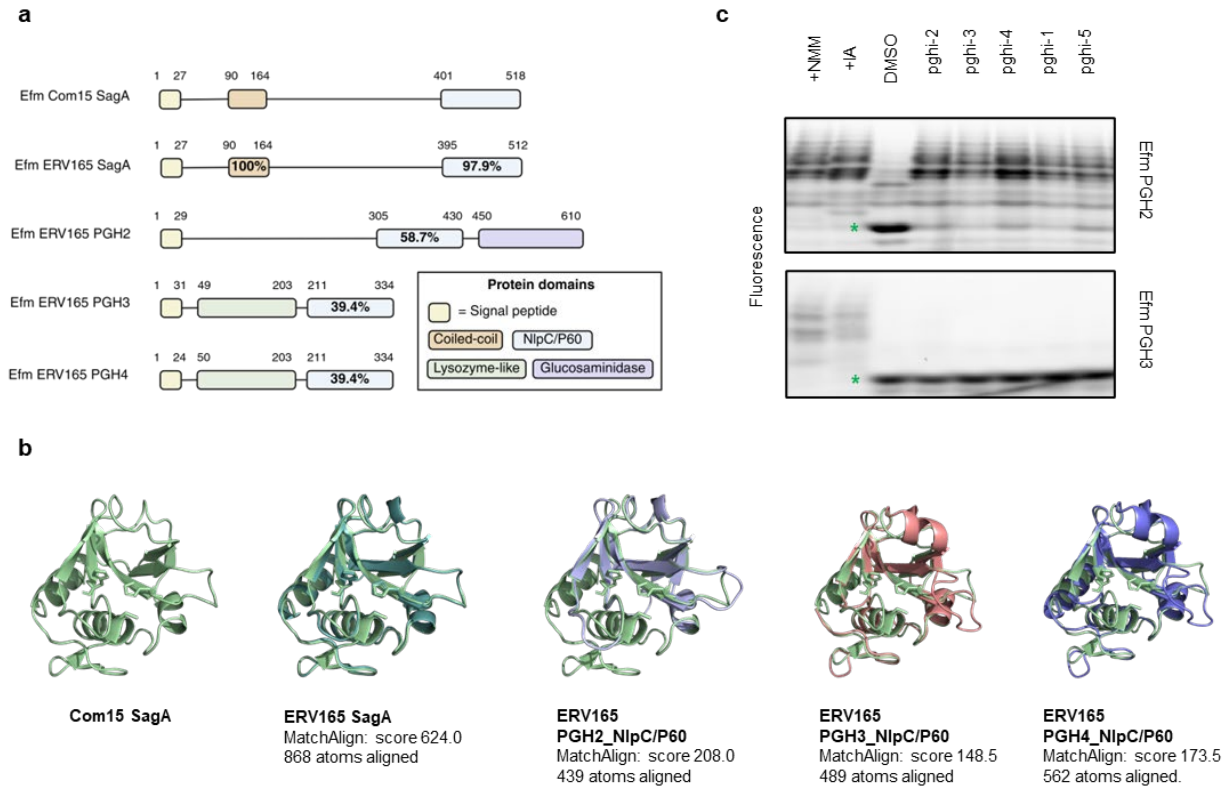 a
1 27 90 164 401 518
Efm Com15 SagA
1 27 90 164 395 512
Efm ERV165 SagA
100% 97.9%
1 29 305 430 450 610
Efm ERV165 PGH2
58.7%
1 31 49 203 211 334
Efm ERV165 PGH3
39.4%
1 24 50 203 211 334
Efm ERV165 PGH4
39.4%
Protein domains
= Signal peptide
Coiled-coil NlpC/P60
Lysozyme-like Glucosaminidase
c
+NMM
+IA
DMSO
pghi-2
pghi-3
pghi-4
pghi-1
pghi-5
Fluorescence
*
Efm PGH2
*
Efm PGH3
b
Com15 SagA
ERV165 SagA
MatchAlign: score 624.0
868 atoms aligned
ERV165
PGH2_NlpC/P60
MatchAlign: score 208.0
439 atoms aligned
ERV165
PGH3_NlpC/P60
MatchAlign: score 148.5
489 atoms aligned
ERV165
PGH4_NlpC/P60
MatchAlign: score 173.5
562 atoms aligned.